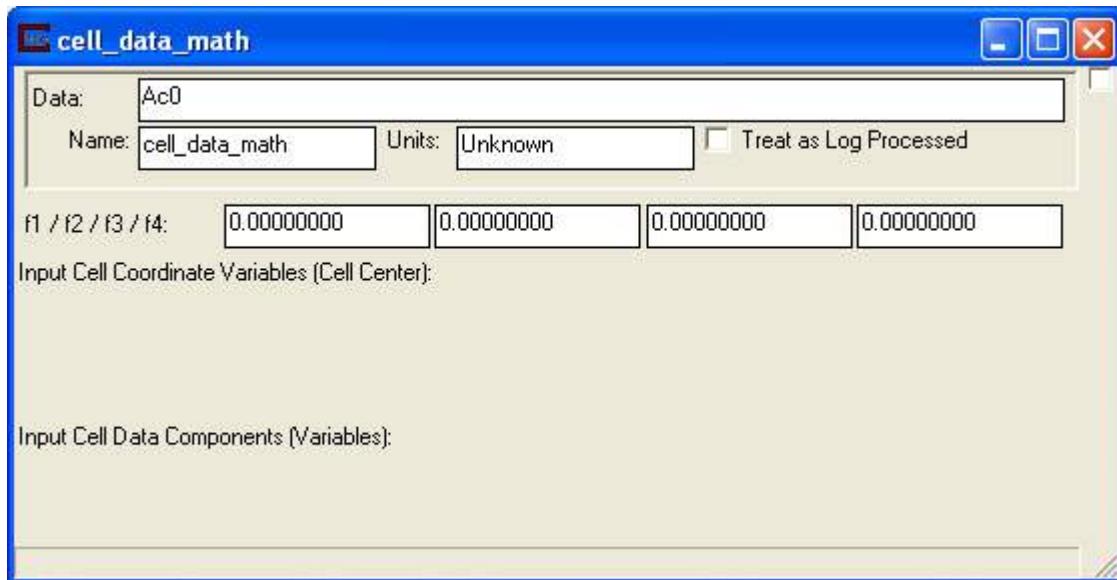 cell_data_math
Data: Ac0
Name: cell_data_math Units: Unknown Treat as Log Processed
f1 / f2 / f3 / f4: 0.00000000 0.00000000 0.00000000 0.00000000
Input Cell Coordinate Variables (Cell Center):
Input Cell Data Components (Variables):